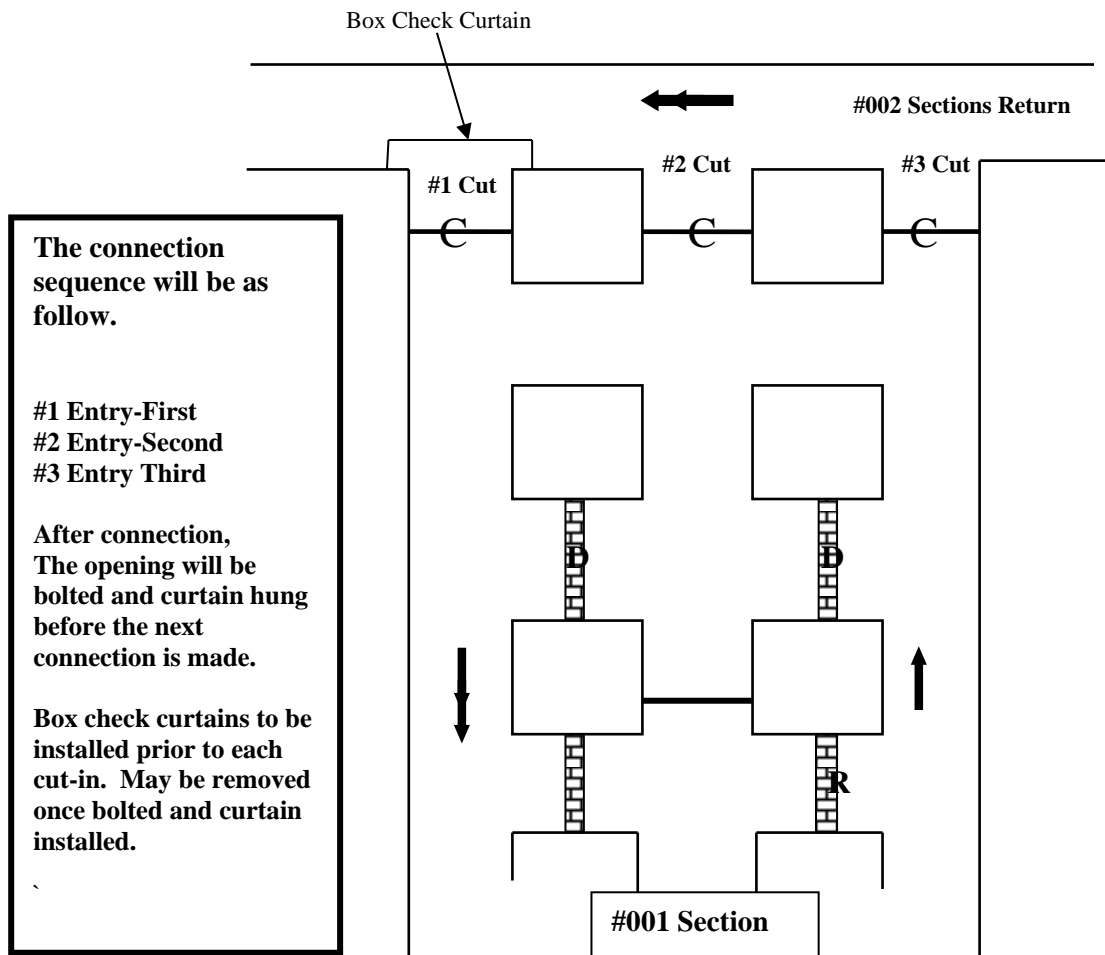 Box Check Curtain
#002 Sections Return
#1 Cut
#2 Cut
#3 Cut
C
C
C
The connection
sequence will be as
follow.
#1 Entry-First
#2 Entry-Second
#3 Entry Third
After connection,
The opening will be
bolted and curtain hung
before the next
connection is made.
Box check curtains to be
installed prior to each
cut-in. May be removed
once bolted and curtain
installed.
`
D
D
R
#001 Section